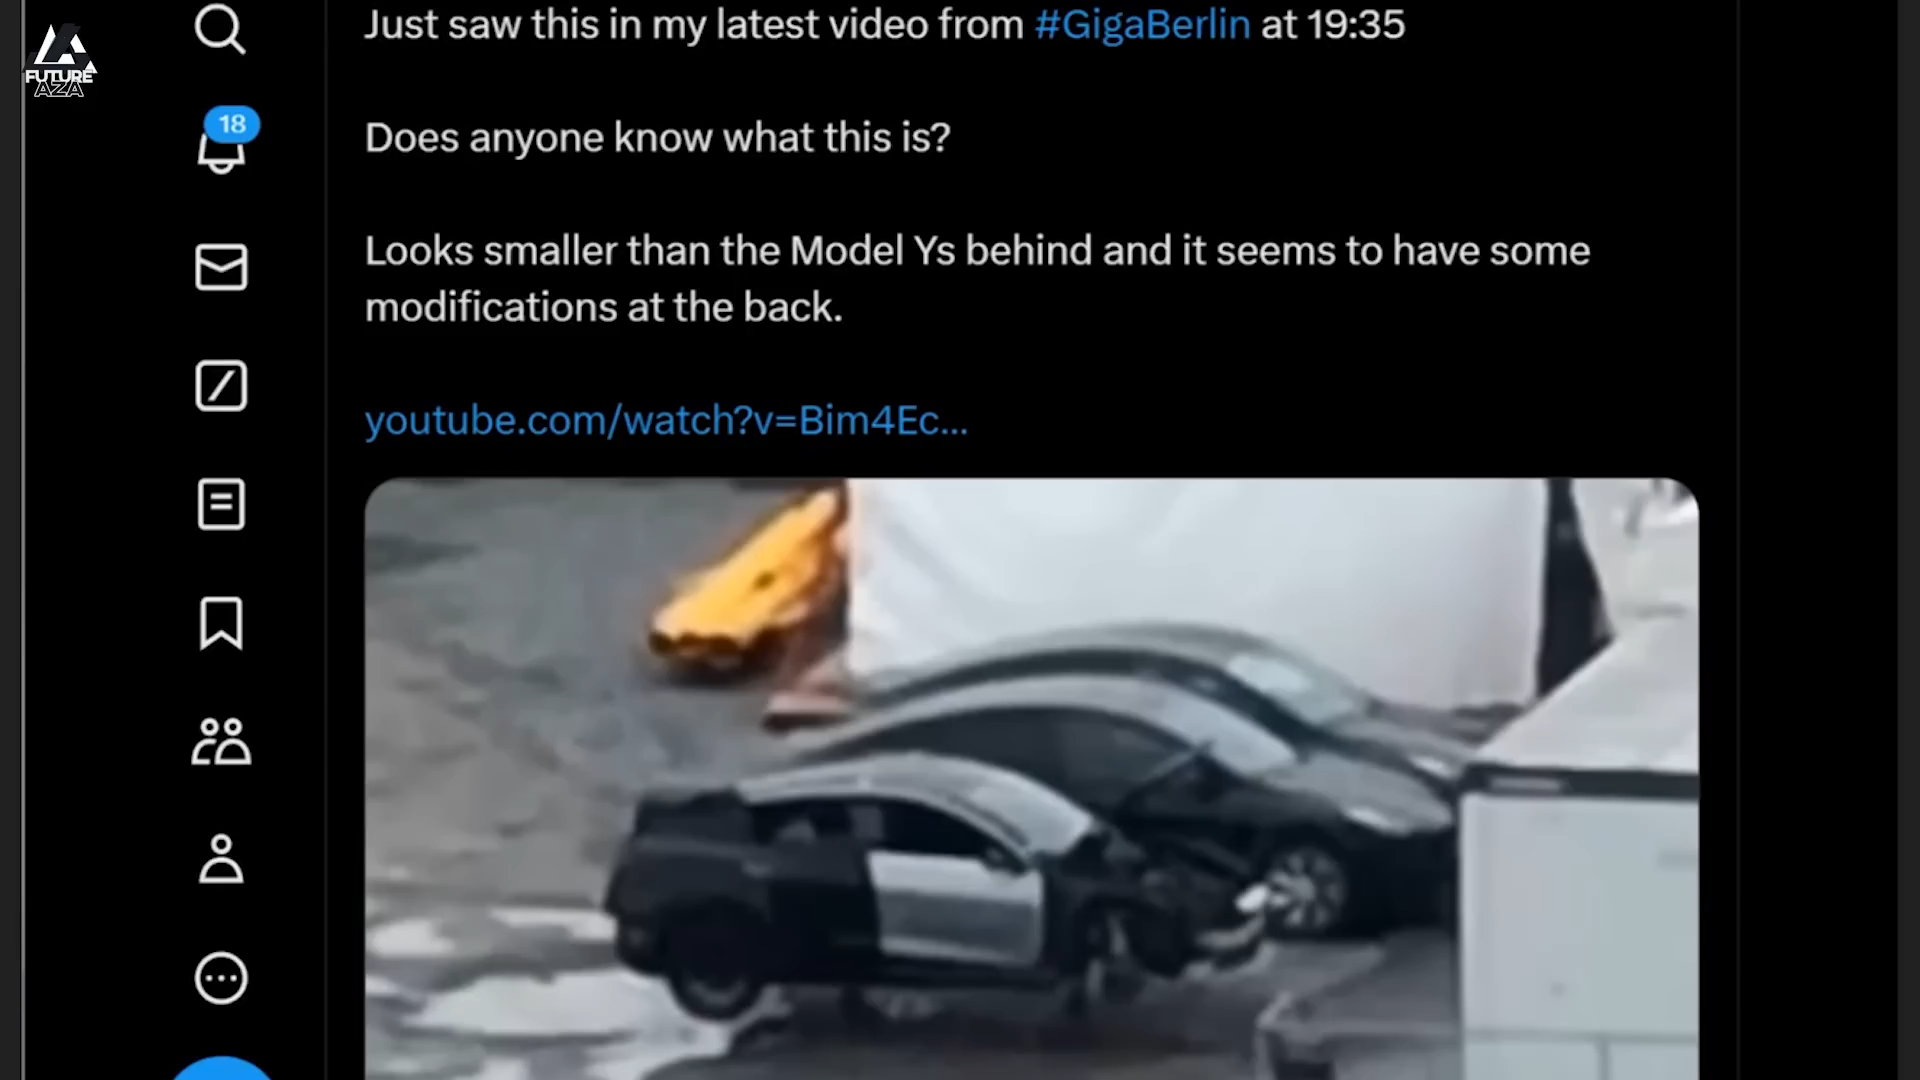 FUTURE
AZA
Just saw this in my latest video from #GigaBerlin at 19:35
18
Does anyone know what this is?
Looks smaller than the Model Ys behind and it seems to have some
modifications at the back.
youtube.com/watch?v=Bim4Ec...